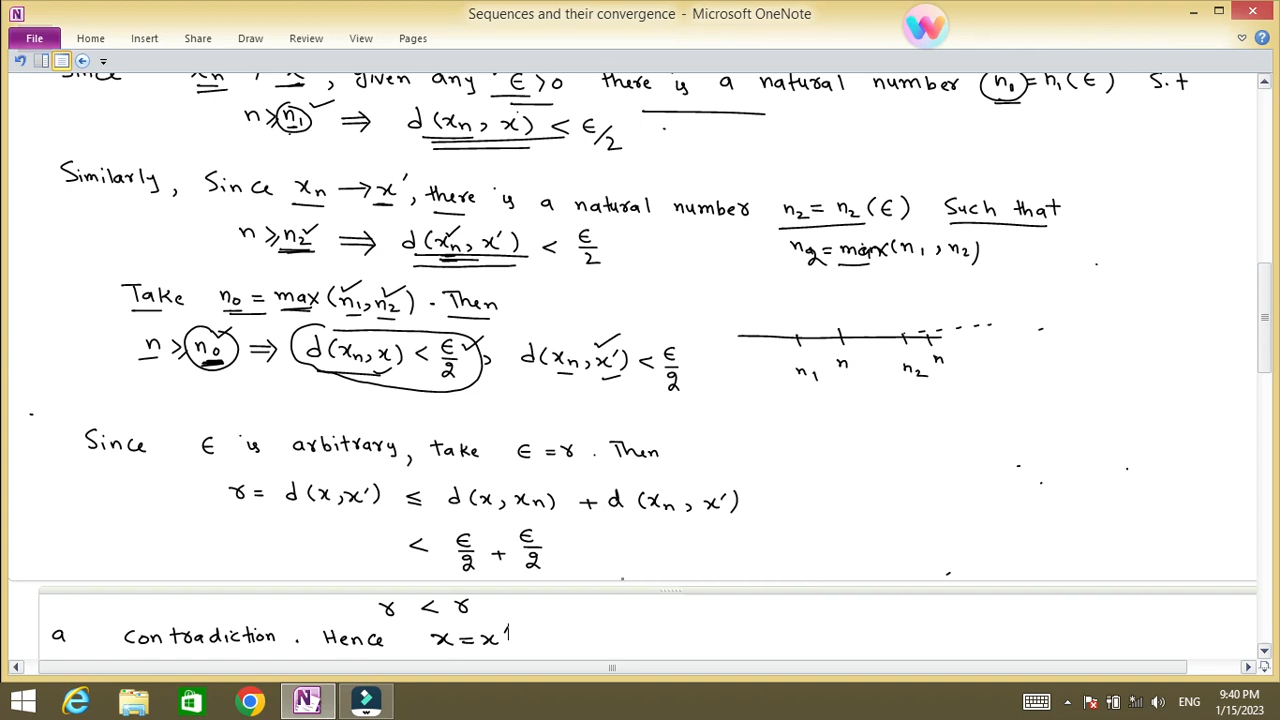 Sequences and their convergence - Microsoft OneNote
File Home Insert Share Draw Review View Pages
Since xn → x, given any ε > 0 there is a natural number n1 = n1(ε) S.t
n ≥ n1 ⟹ d(xn, x) < ε/2
Similarly, Since xn → x', there is a natural number n2 = n2(ε) Such that
n ≥ n2 ⟹ d(xn, x') < ε/2
= max(n1, n2)
Take n0 = max(n1, n2). Then
n ≥ n0 ⟹ d(xn, x) < ε/2, d(xn, x') < ε/2
n1 n n2 n
Since ε is arbitrary, take ε = r. Then
r = d(x, x') ≤ d(x, xn) + d(xn, x')
< ε/2 + ε/2
r < r
a contradiction. Hence x = x'
ENG
9:40 PM
1/15/2023